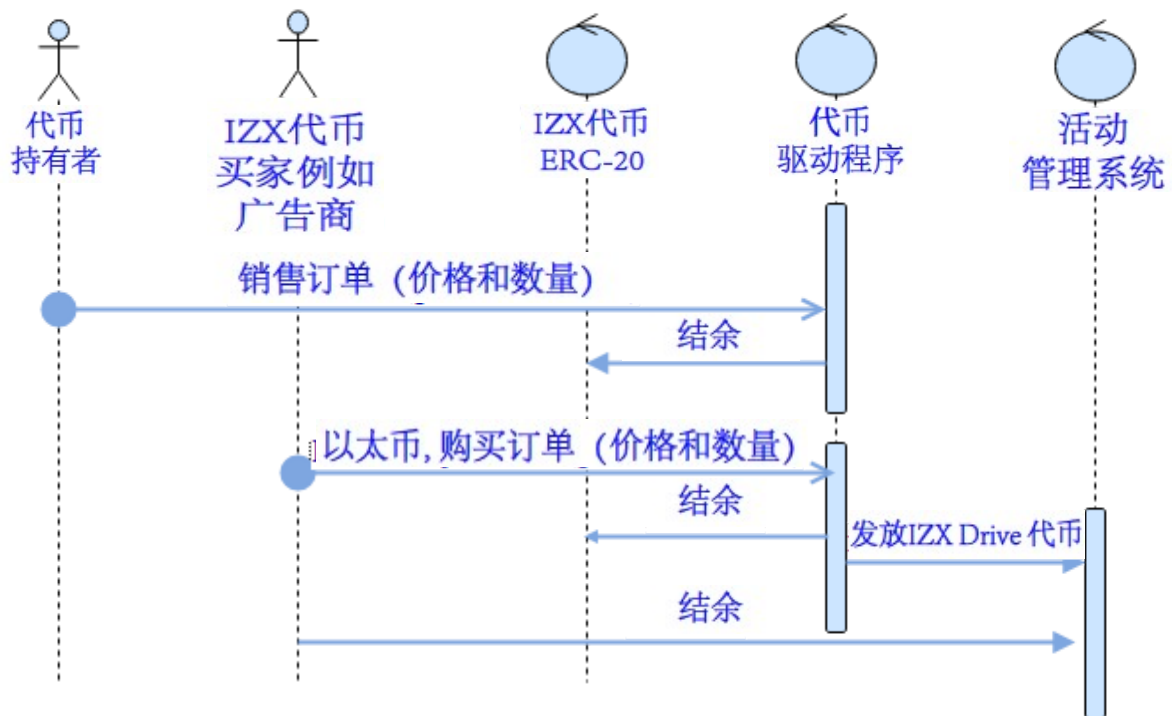 代币
持有者
IZX代币
买家例如
广告商
IZX代币
ERC-20
代币
驱动程序
活动
管理系统
销售订单（价格和数量）
结余
以太币, 购买订单（价格和数量）
结余
发放IZX Drive 代币
结余